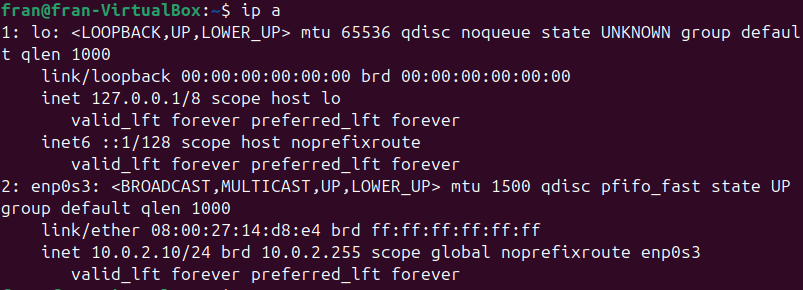 fran@fran-VirtualBox:~$ ip a
1: lo: <LOOPBACK,UP,LOWER_UP> mtu 65536 qdisc noqueue state UNKNOWN group defaul
t qlen 1000
    link/loopback 00:00:00:00:00:00 brd 00:00:00:00:00:00
    inet 127.0.0.1/8 scope host lo
       valid_lft forever preferred_lft forever
    inet6 ::1/128 scope host noprefixroute
       valid_lft forever preferred_lft forever
2: enp0s3: <BROADCAST,MULTICAST,UP,LOWER_UP> mtu 1500 qdisc pfifo_fast state UP
group default qlen 1000
    link/ether 08:00:27:14:d8:e4 brd ff:ff:ff:ff:ff:ff
    inet 10.0.2.10/24 brd 10.0.2.255 scope global noprefixroute enp0s3
       valid_lft forever preferred_lft forever